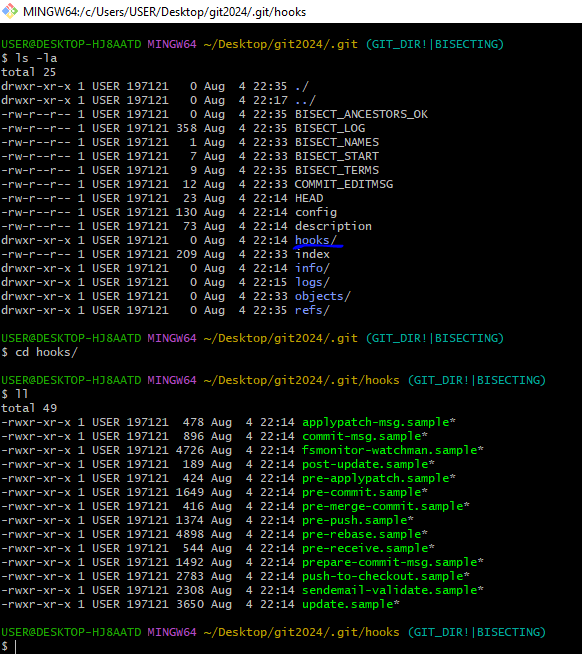 MINGW64:/c/Users/USER/Desktop/git2024/.git/hooks
USER@DESKTOP-HJ8AATD MINGW64 ~/Desktop/git2024/.git (GIT_DIR!|BISECTING)
$ ls -la
total 25
drwxr-xr-x 1 USER 197121   0 Aug  4 22:35 ./
drwxr-xr-x 1 USER 197121   0 Aug  4 22:17 ../
-rw-r--r-- 1 USER 197121   0 Aug  4 22:35 BISECT_ANCESTORS_OK
-rw-r--r-- 1 USER 197121 358 Aug  4 22:35 BISECT_LOG
-rw-r--r-- 1 USER 197121   1 Aug  4 22:33 BISECT_NAMES
-rw-r--r-- 1 USER 197121   7 Aug  4 22:33 BISECT_START
-rw-r--r-- 1 USER 197121   9 Aug  4 22:35 BISECT_TERMS
-rw-r--r-- 1 USER 197121  12 Aug  4 22:33 COMMIT_EDITMSG
-rw-r--r-- 1 USER 197121  23 Aug  4 22:14 HEAD
-rw-r--r-- 1 USER 197121 130 Aug  4 22:14 config
-rw-r--r-- 1 USER 197121  73 Aug  4 22:14 description
drwxr-xr-x 1 USER 197121   0 Aug  4 22:14 hooks/
-rw-r--r-- 1 USER 197121 209 Aug  4 22:33 index
drwxr-xr-x 1 USER 197121   0 Aug  4 22:14 info/
drwxr-xr-x 1 USER 197121   0 Aug  4 22:15 logs/
drwxr-xr-x 1 USER 197121   0 Aug  4 22:33 objects/
drwxr-xr-x 1 USER 197121   0 Aug  4 22:35 refs/
USER@DESKTOP-HJ8AATD MINGW64 ~/Desktop/git2024/.git (GIT_DIR!|BISECTING)
$ cd hooks/
USER@DESKTOP-HJ8AATD MINGW64 ~/Desktop/git2024/.git/hooks (GIT_DIR!|BISECTING)
$ ll
total 49
-rwxr-xr-x 1 USER 197121  478 Aug  4 22:14 applypatch-msg.sample*
-rwxr-xr-x 1 USER 197121  896 Aug  4 22:14 commit-msg.sample*
-rwxr-xr-x 1 USER 197121 4726 Aug  4 22:14 fsmonitor-watchman.sample*
-rwxr-xr-x 1 USER 197121  189 Aug  4 22:14 post-update.sample*
-rwxr-xr-x 1 USER 197121  424 Aug  4 22:14 pre-applypatch.sample*
-rwxr-xr-x 1 USER 197121 1649 Aug  4 22:14 pre-commit.sample*
-rwxr-xr-x 1 USER 197121  416 Aug  4 22:14 pre-merge-commit.sample*
-rwxr-xr-x 1 USER 197121 1374 Aug  4 22:14 pre-push.sample*
-rwxr-xr-x 1 USER 197121 4898 Aug  4 22:14 pre-rebase.sample*
-rwxr-xr-x 1 USER 197121  544 Aug  4 22:14 pre-receive.sample*
-rwxr-xr-x 1 USER 197121 1492 Aug  4 22:14 prepare-commit-msg.sample*
-rwxr-xr-x 1 USER 197121 2783 Aug  4 22:14 push-to-checkout.sample*
-rwxr-xr-x 1 USER 197121 2308 Aug  4 22:14 sendemail-validate.sample*
-rwxr-xr-x 1 USER 197121 3650 Aug  4 22:14 update.sample*
USER@DESKTOP-HJ8AATD MINGW64 ~/Desktop/git2024/.git/hooks (GIT_DIR!|BISECTING)
$